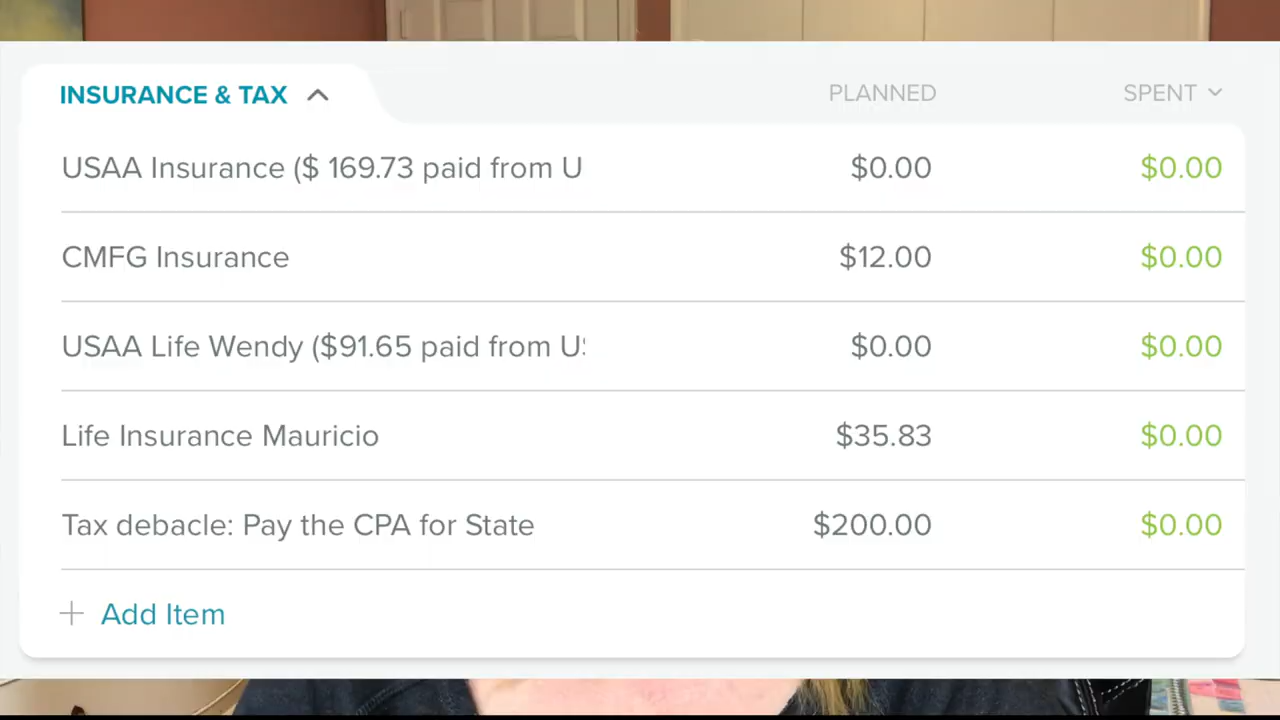 INSURANCE & TAX PLANNED SPENT
USAA Insurance ($ 169.73 paid from U $0.00 $0.00
CMFG Insurance $12.00 $0.00
USAA Life Wendy ($91.65 paid from U $0.00 $0.00
Life Insurance Mauricio $35.83 $0.00
Tax debacle: Pay the CPA for State $200.00 $0.00
+ Add Item